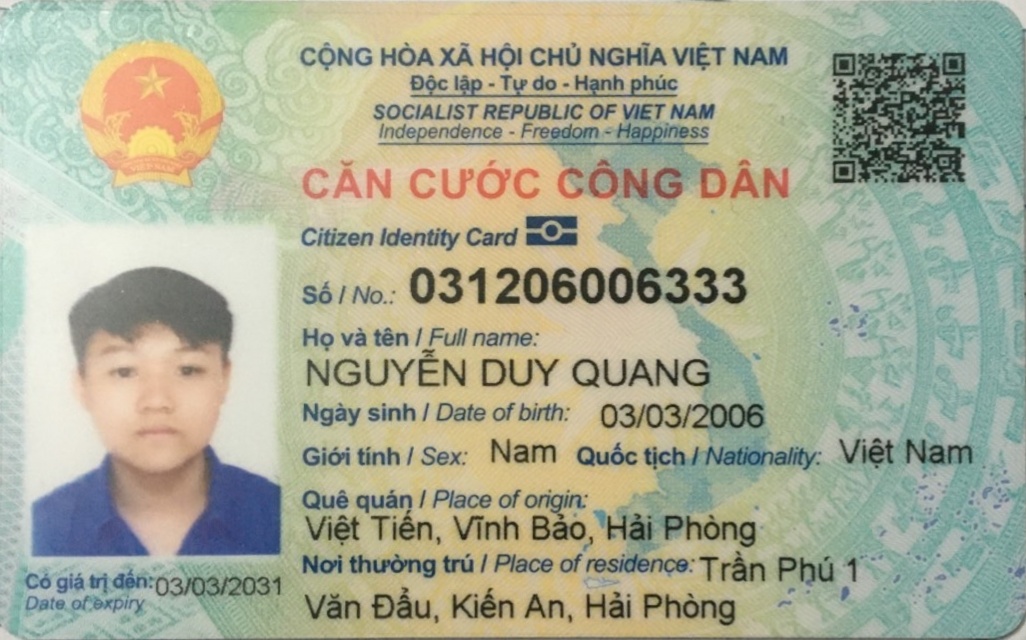 CỘNG HÒA XÃ HỘI CHỦ NGHĨA VIỆT NAM
Độc lập - Tự do - Hạnh phúc
SOCIALIST REPUBLIC OF VIET NAM
Independence - Freedom - Happiness
CĂN CƯỚC CÔNG DÂN
Citizen Identity Card
Số / No.: 031206006333
Họ và tên / Full name:
NGUYỄN DUY QUANG
Ngày sinh / Date of birth: 03/03/2006
Giới tính / Sex: Nam Quốc tịch / Nationality: Việt Nam
Quê quán / Place of origin:
Việt Tiến, Vĩnh Bảo, Hải Phòng
Nơi thường trú / Place of residence: Trần Phú 1
Văn Đẩu, Kiến An, Hải Phòng
Có giá trị đến: 03/03/2031
Date of expiry